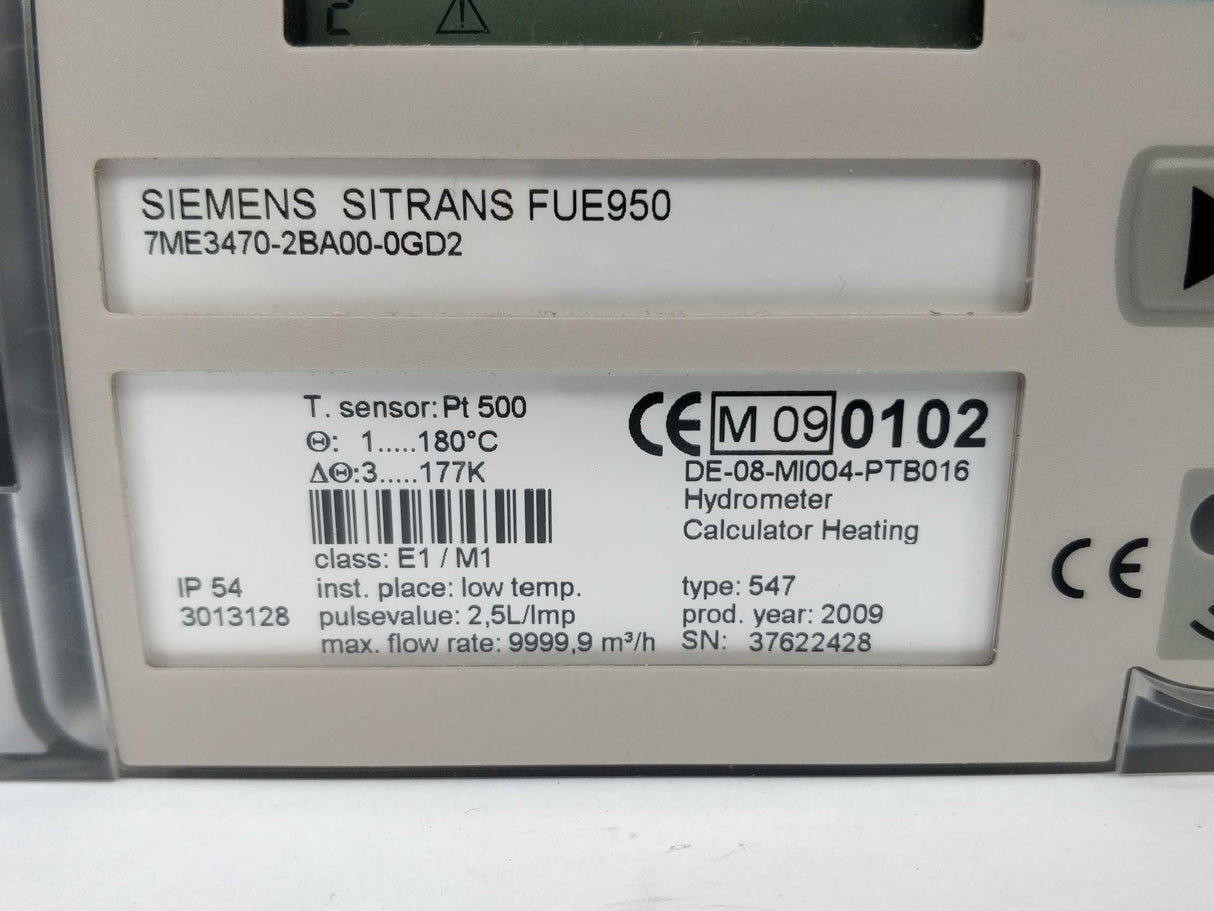 2
SIEMENS SITRANS FUE950
7ME3470-2BA00-0GD2
T. sensor: Pt 500
Θ: 1.....180°C
ΔΘ:3.....177K
class: E1 / M1
IP 54 inst. place: low temp.
3013128 pulsevalue: 2,5L/Imp
max. flow rate: 9999,9 m³/h
CE M 09 0102
DE-08-MI004-PTB016
Hydrometer
Calculator Heating
type: 547
prod. year: 2009
SN: 37622428
CE